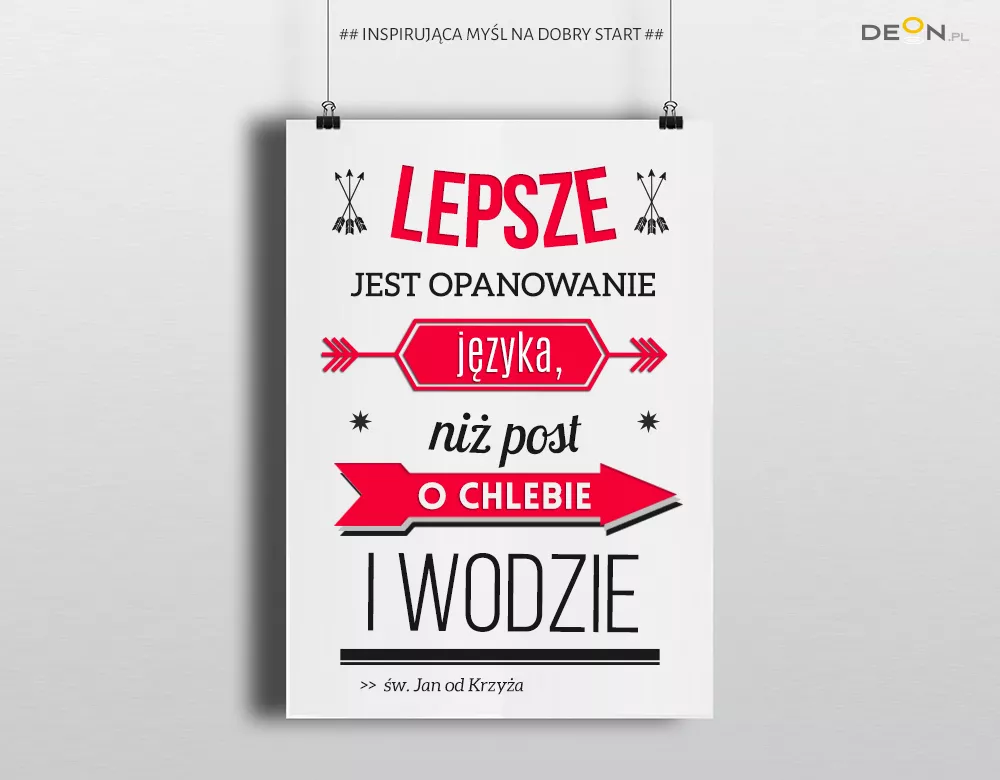 ## INSPIRUJĄCA MYŚL NA DOBRY START ##
DEON.PL
LEPSZE
JEST OPANOWANIE
języka,
niż post
O CHLEBIE
I WODZIE
>> św. Jan od Krzyża